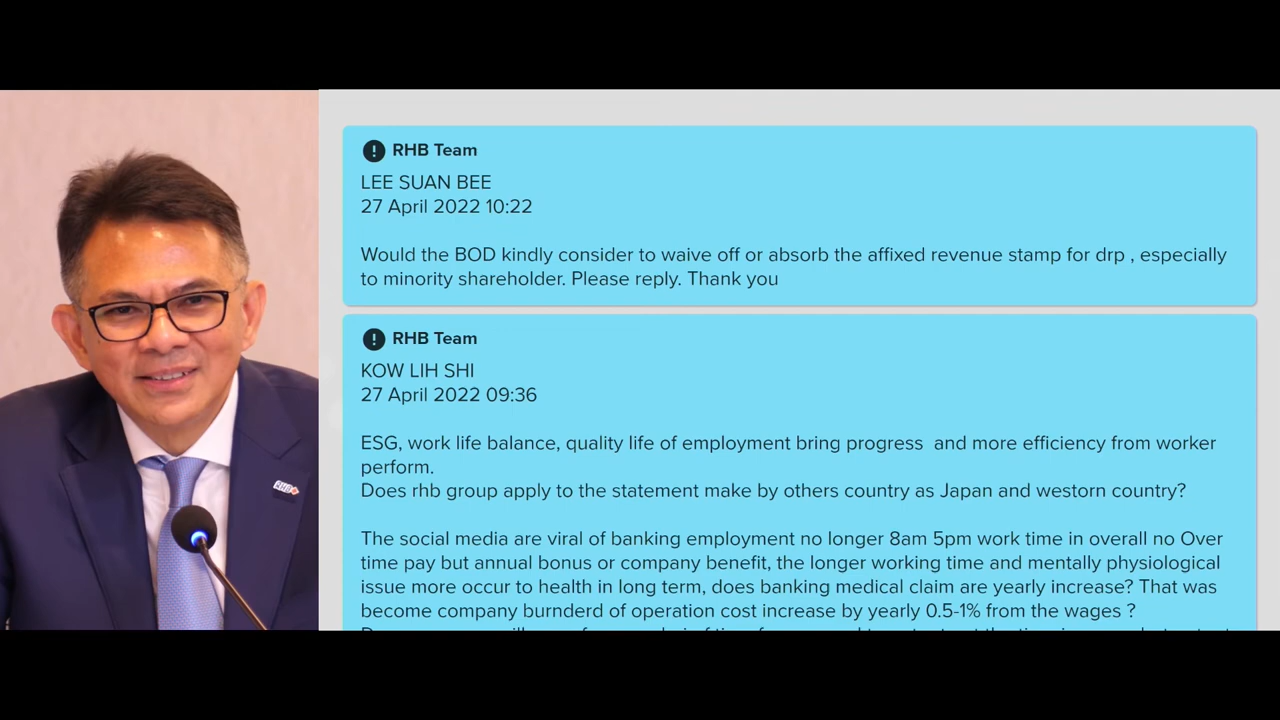 RHB Team
LEE SUAN BEE
27 April 2022 10:22
Would the BOD kindly consider to waive off or absorb the affixed revenue stamp for drp , especially
to minority shareholder. Please reply. Thank you
RHB Team
KOW LIH SHI
27 April 2022 09:36
ESG, work life balance, quality life of employment bring progress  and more efficiency from worker
perform.
Does rhb group apply to the statement make by others country as Japan and westorn country?
The social media are viral of banking employment no longer 8am 5pm work time in overall no Over
time pay but annual bonus or company benefit, the longer working time and mentally physiological
issue more occur to health in long term, does banking medical claim are yearly increase? That was
become company burnderd of operation cost increase by yearly 0.5-1% from the wages ?